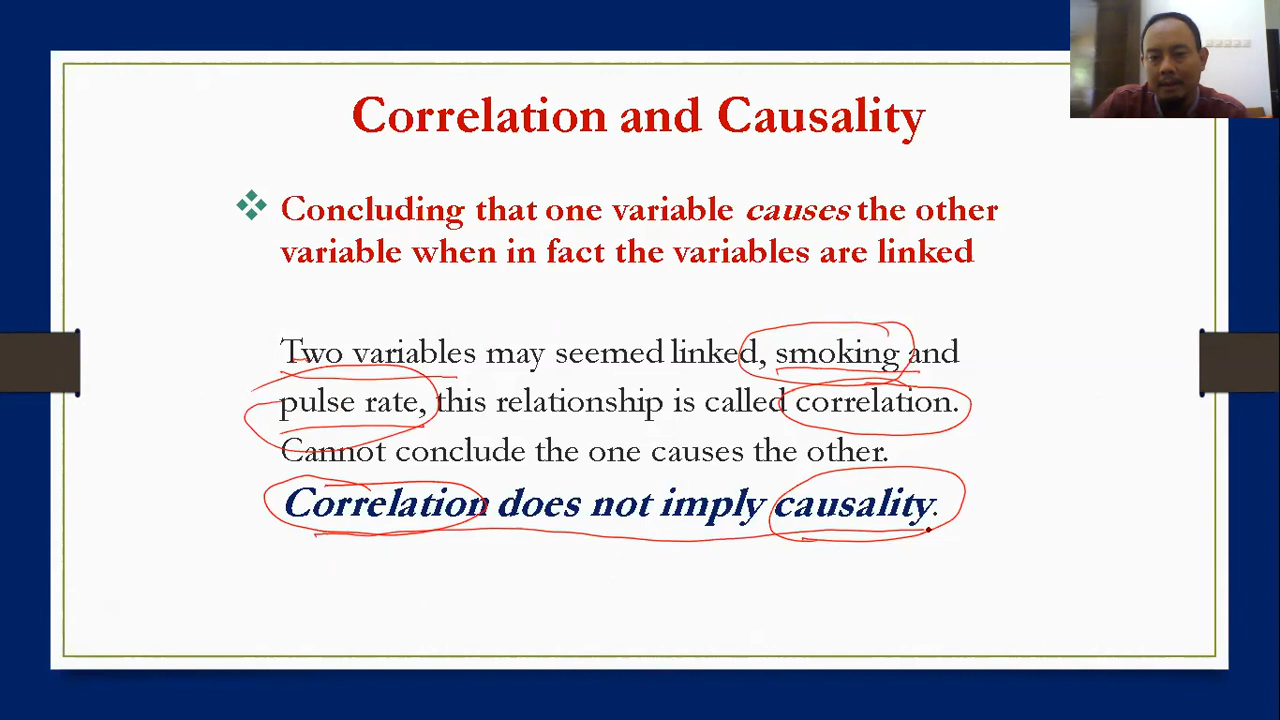 Correlation and Causality
Concluding that one variable causes the other
variable when in fact the variables are linked
Two variables may seemed linked, smoking and
pulse rate, this relationship is called correlation.
Cannot conclude the one causes the other.
Correlation does not imply causality.